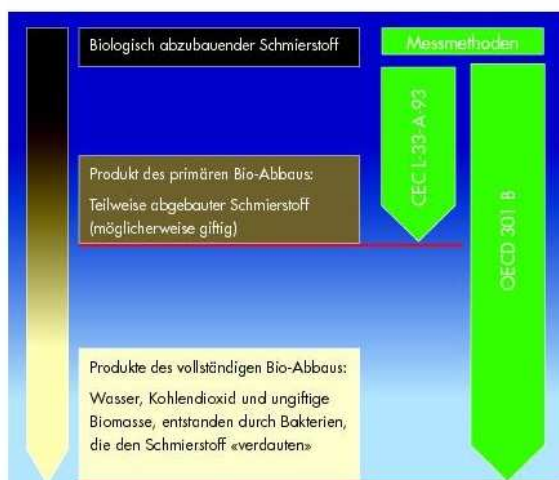 Biologisch abzubauender Schmierstoff
Messmethoden
CEC L-33-A-93
OECD 301 B
Produkt des primären Bio-Abbaus:
Teilweise abgebauter Schmierstoff
(möglicherweise giftig)
Produkte des vollständigen Bio-Abbaus:
Wasser, Kohlendioxid und ungiftige
Biomasse, entstanden durch Bakterien,
die den Schmierstoff «verdauten»